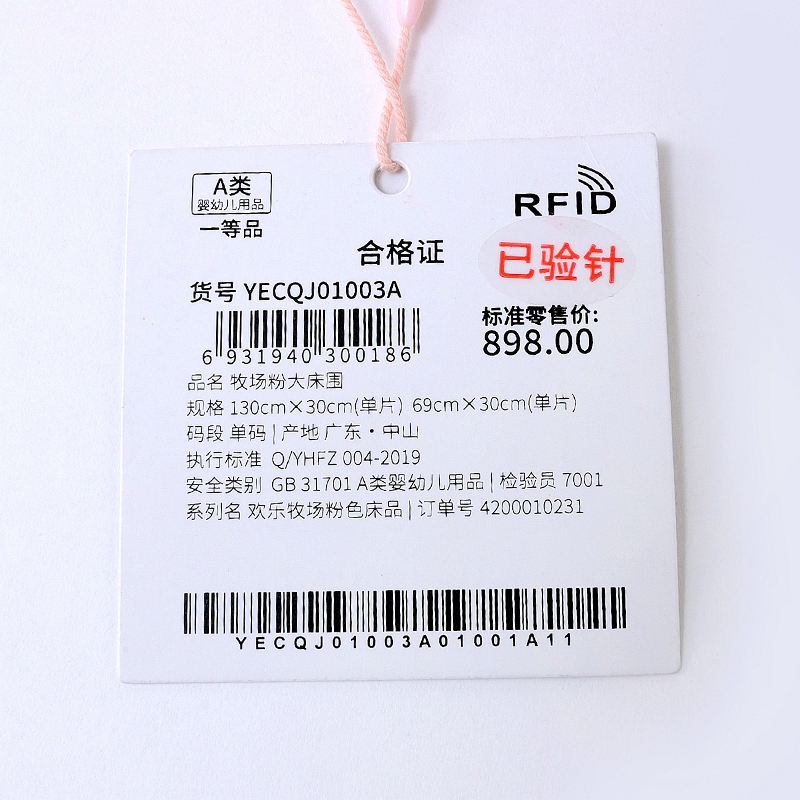 A类
婴幼儿用品
一等品
RFID
合格证
已验针
货号 YECQJ01003A
标准零售价:
898.00
6 931940 300186
品名 牧场粉大床围
规格 130cm×30cm(单片) 69cm×30cm(单片)
码段 单码 | 产地 广东·中山
执行标准 Q/YHFZ 004-2019
安全类别 GB 31701 A类婴幼儿用品 | 检验员 7001
系列名 欢乐牧场粉色床品 | 订单号 4200010231
YECQJ01003A01001A11